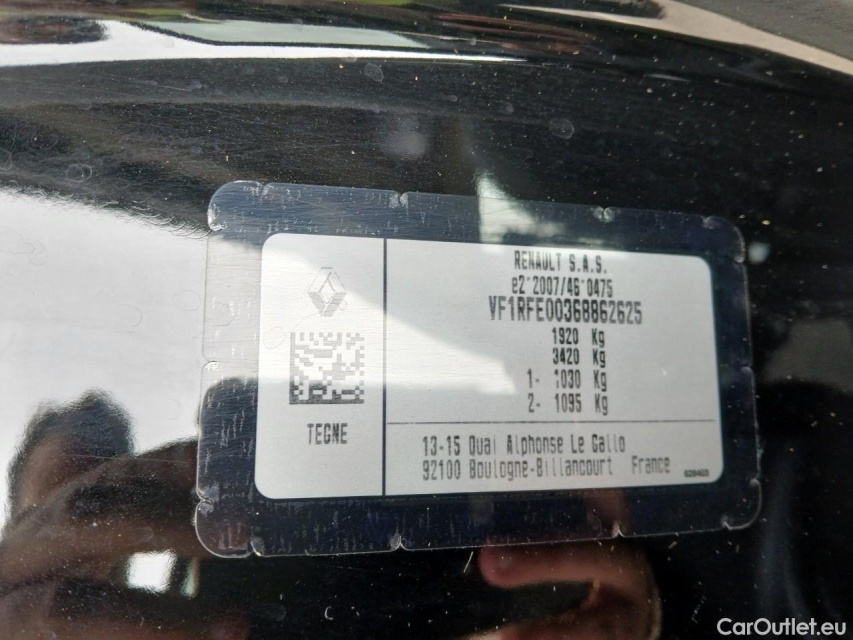 RENAULT S.A.S.
e2*2007/46*0475
VF1RFE00368862625
1920 Kg
3420 Kg
1- 1030 Kg
2- 1095 Kg
TEGNE
13-15 Quai Alphonse Le Gallo
92100 Boulogne-Billancourt France
CarOutlet.eu